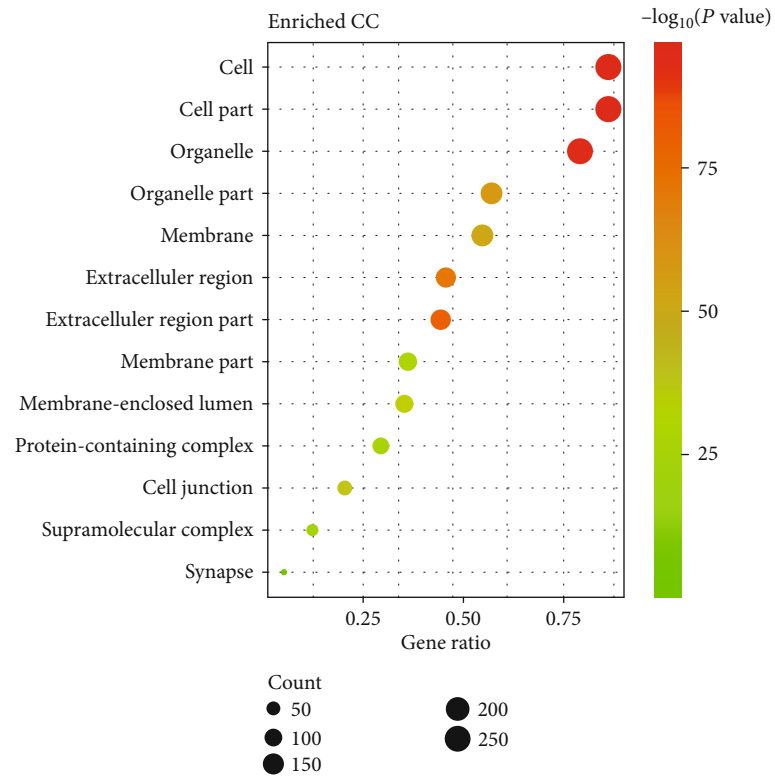 Enriched CC
–log10(P value)
Cell
Cell part
Organelle
Organelle part
Membrane
Extracelluler region
Extracelluler region part
Membrane part
Membrane-enclosed lumen
Protein-containing complex
Cell junction
Supramolecular complex
Synapse
75
50
25
0.25 0.50 0.75
Gene ratio
Count
50 200
100 250
150